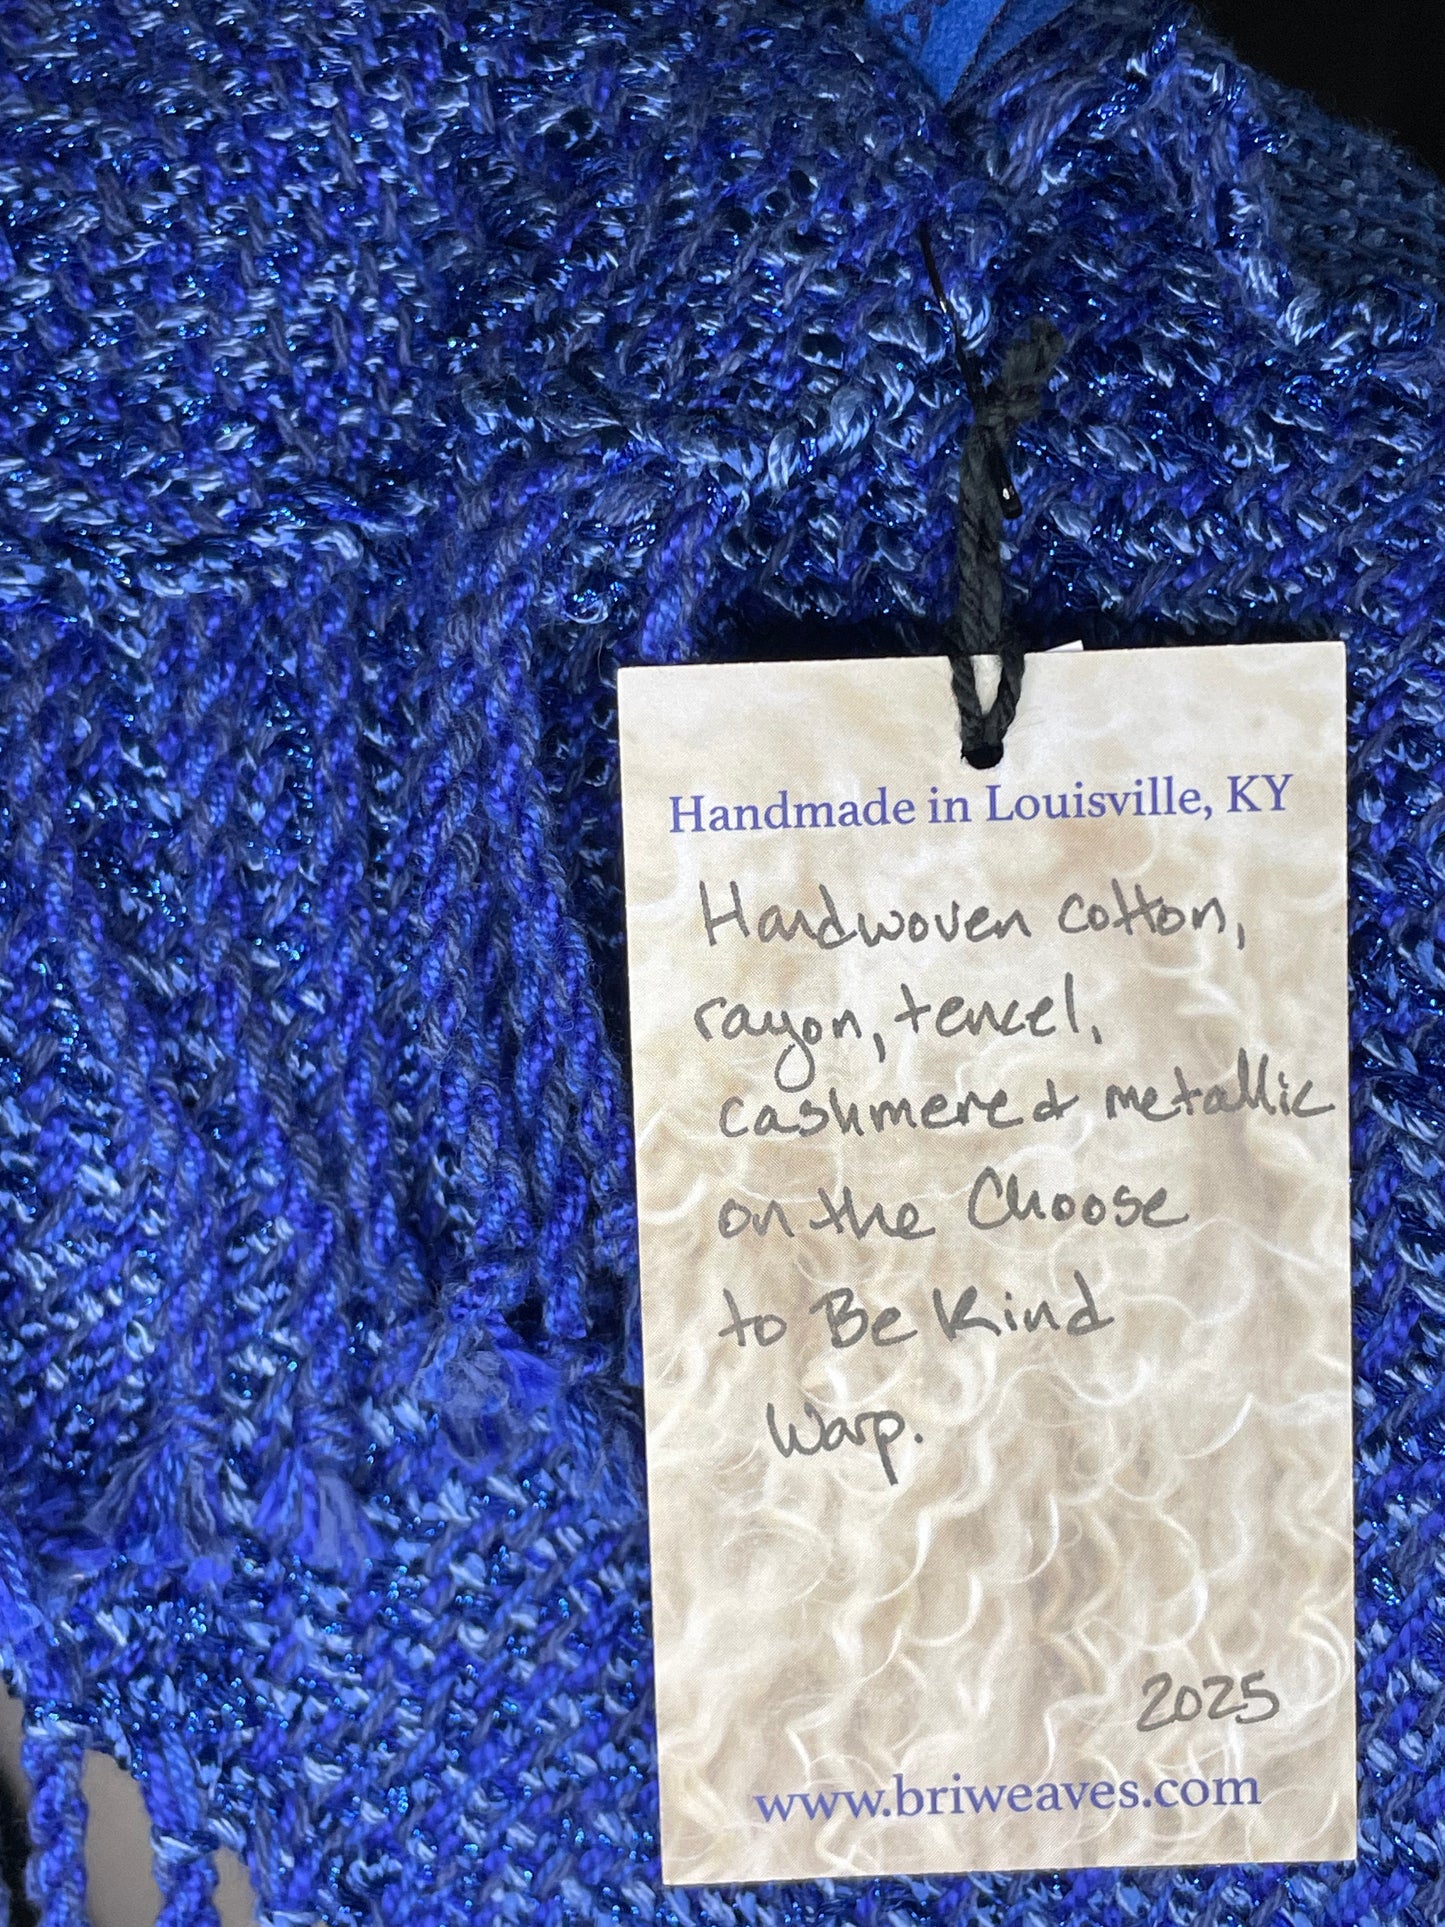 Handmade in Louisville, KY
Handwoven cotton,
rayon, tencel,
cashmere & metallic
on the Choose
to Be Kind
Warp.
2025
www.briweaves.com